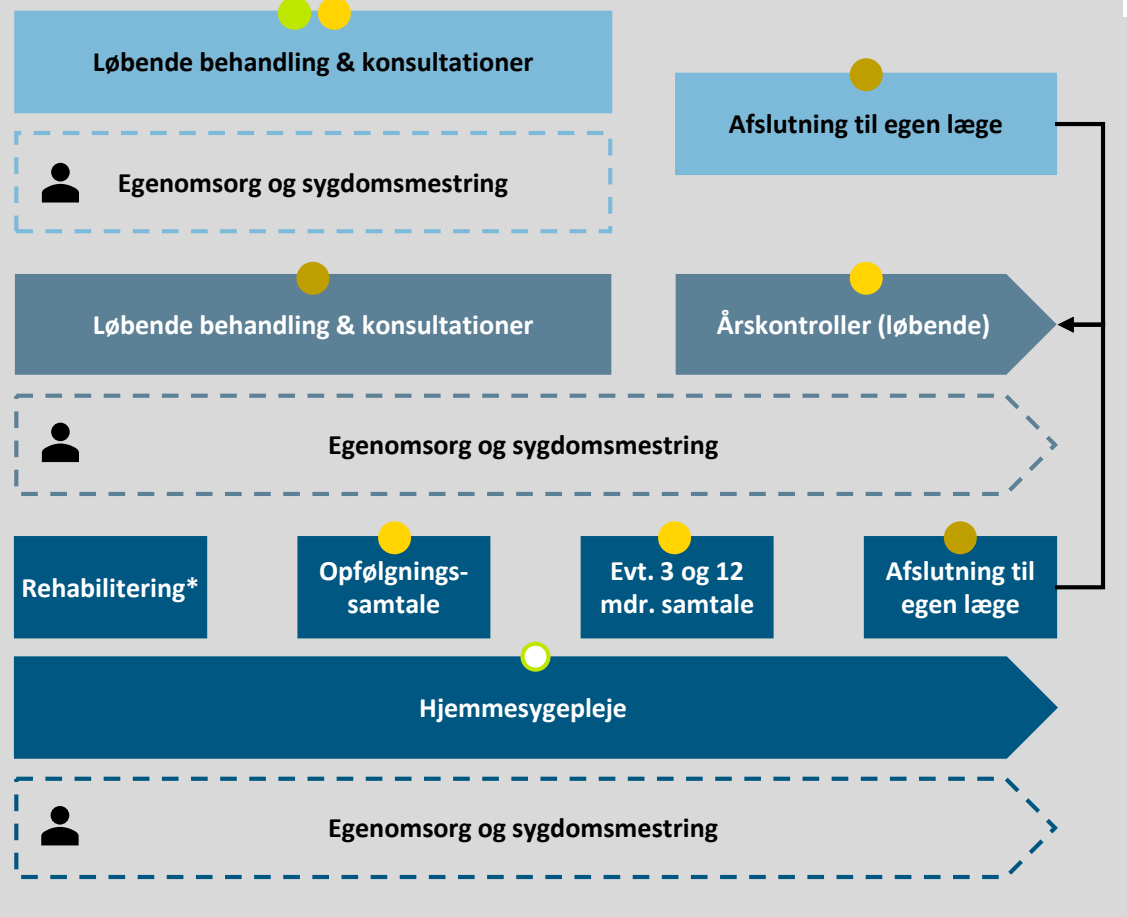 Løbende behandling & konsultationer
Afslutning til egen læge
Egenomsorg og sygdomsmestring
Løbende behandling & konsultationer
Årskontroller (løbende)
Egenomsorg og sygdomsmestring
Rehabilitering*
Opfølgnings-
samtale
Evt. 3 og 12
mdr. samtale
Afslutning til
egen læge
Hjemmesygepleje
Egenomsorg og sygdomsmestring